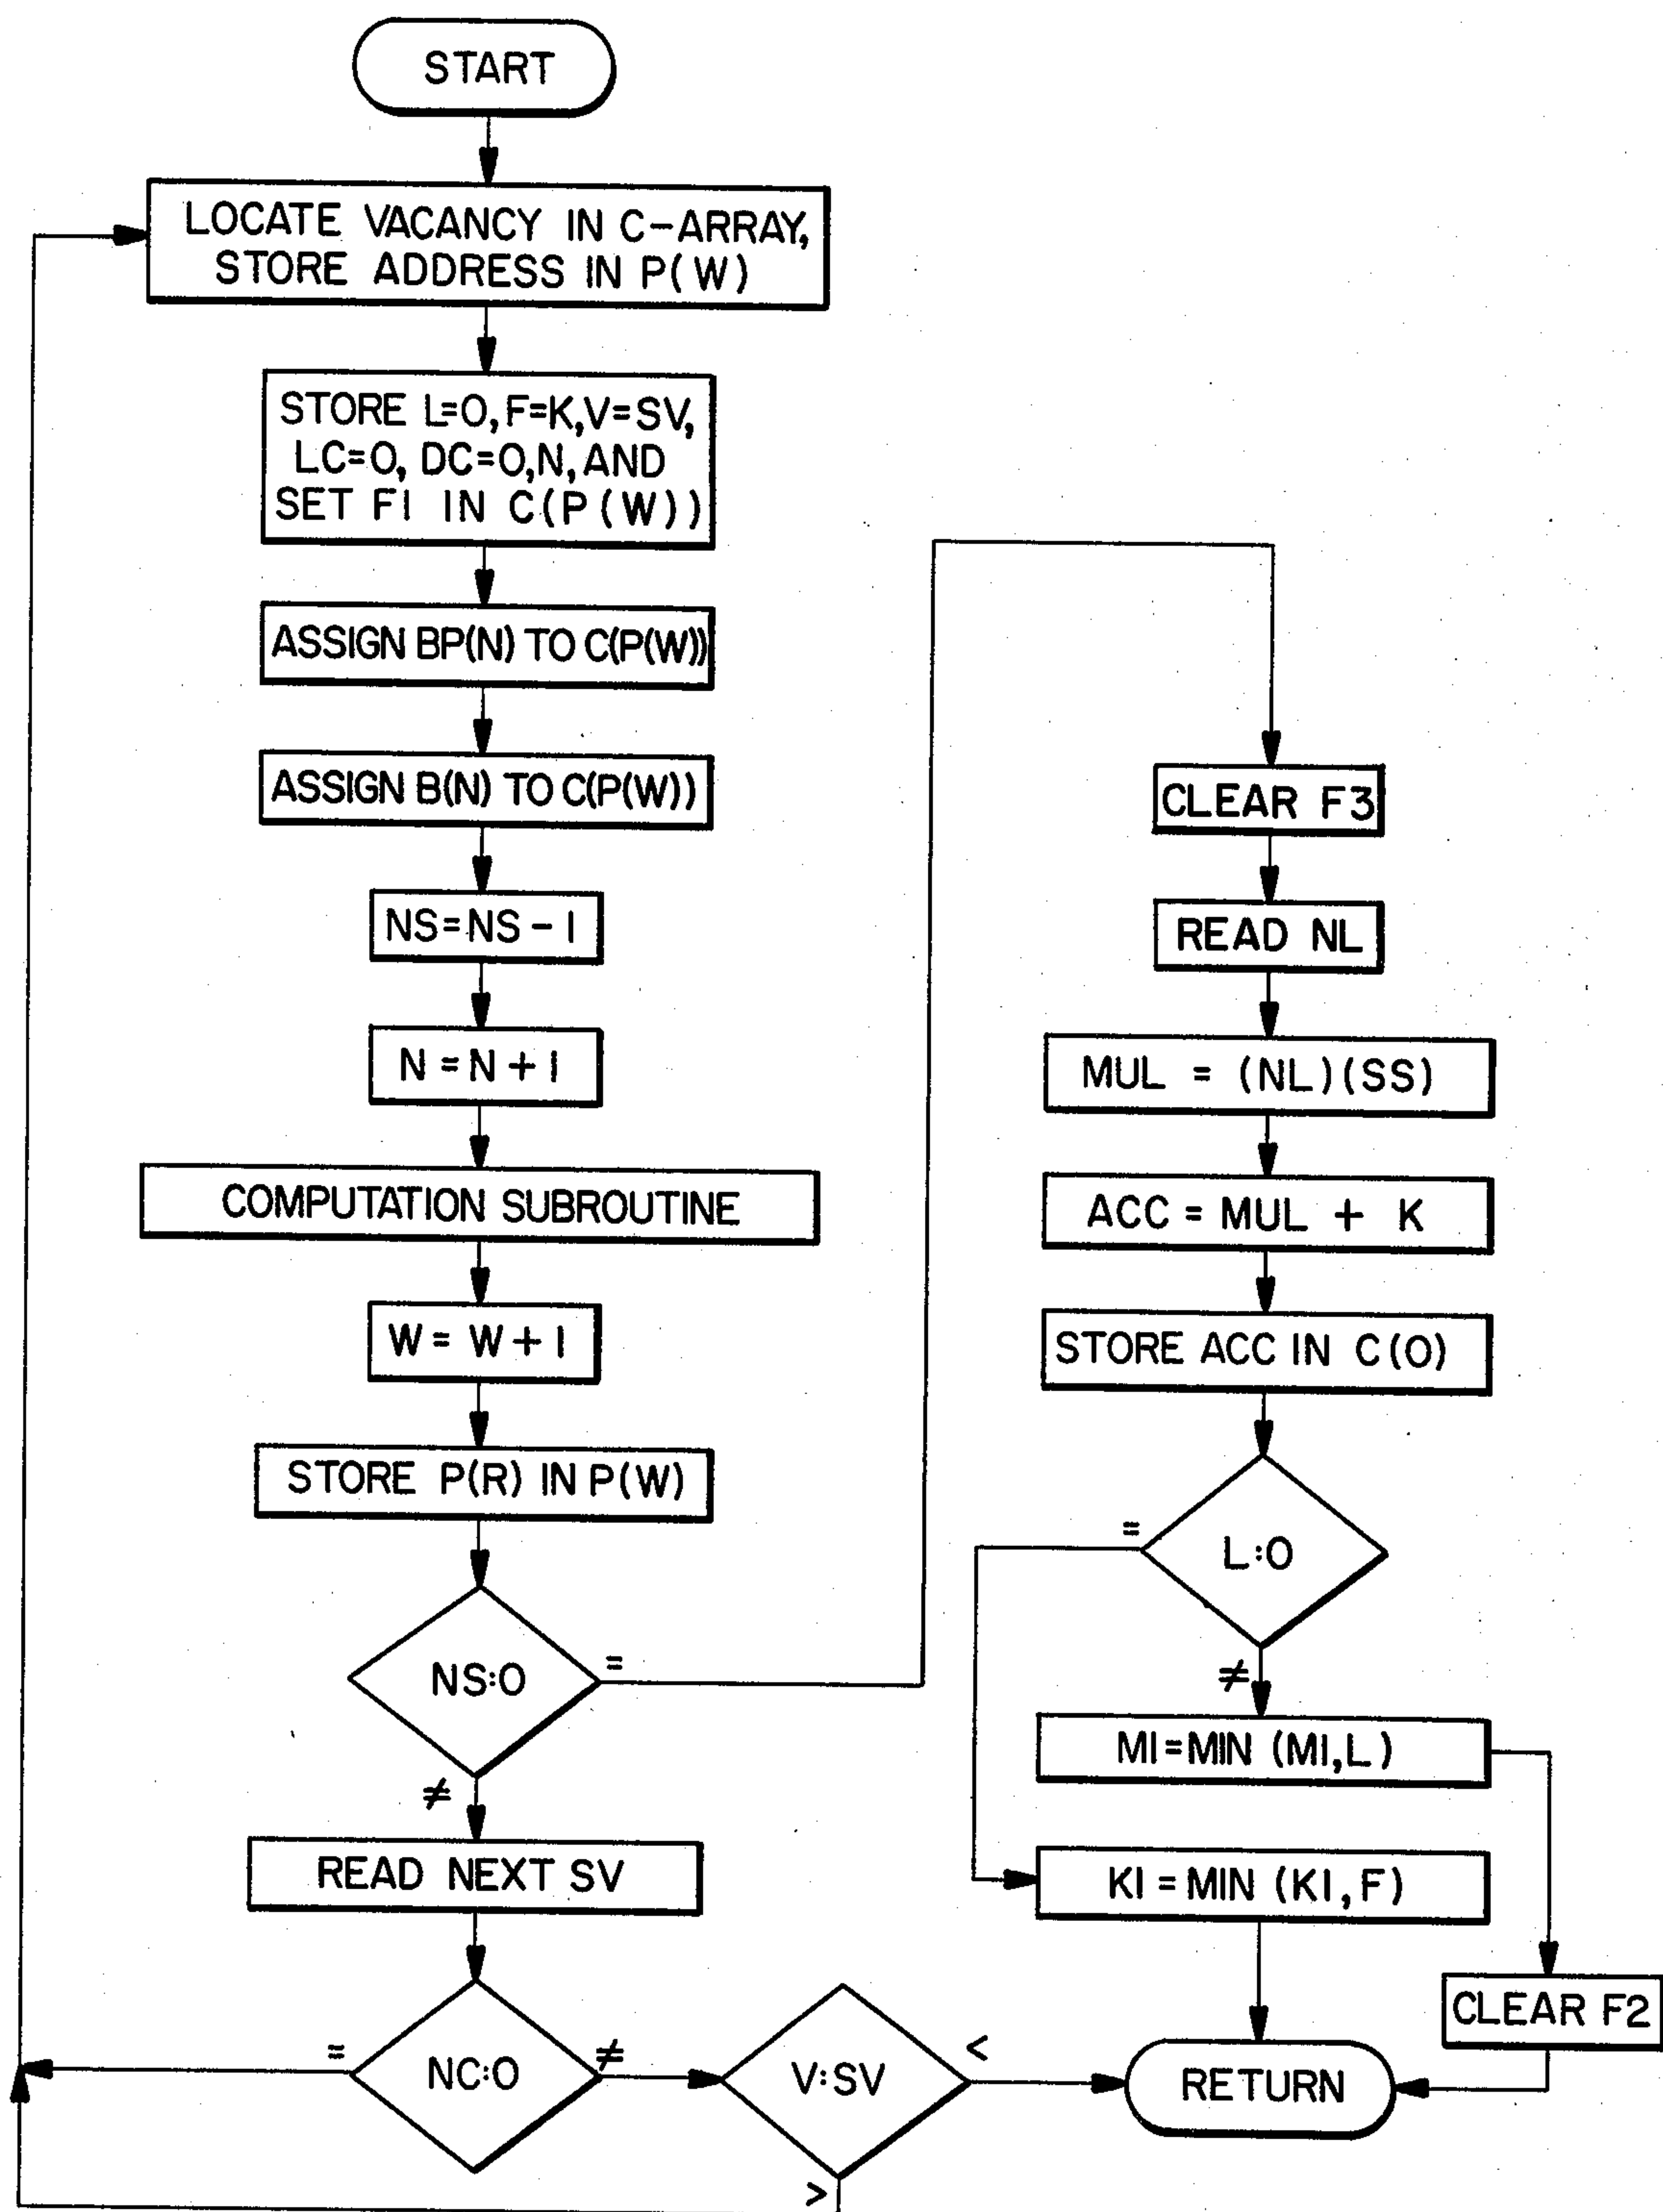 START
LOCATE VACANCY IN C-ARRAY,
STORE ADDRESS IN P(W)
STORE L=0, F=K, V=SV,
LC=0, DC=0, N, AND
SET F1 IN C(P(W))
ASSIGN BP(N) TO C(P(W))
ASSIGN B(N) TO C(P(W))
NS=NS-1
N=N+1
COMPUTATION SUBROUTINE
W=W+1
STORE P(R) IN P(W)
NS:0
=
≠
READ NEXT SV
NC:0
=
≠
V:SV
<
>
CLEAR F3
READ NL
MUL = (NL)(SS)
ACC = MUL + K
STORE ACC IN C(0)
L:0
=
≠
MI=MIN (MI,L)
KI=MIN (KI,F)
CLEAR F2
RETURN